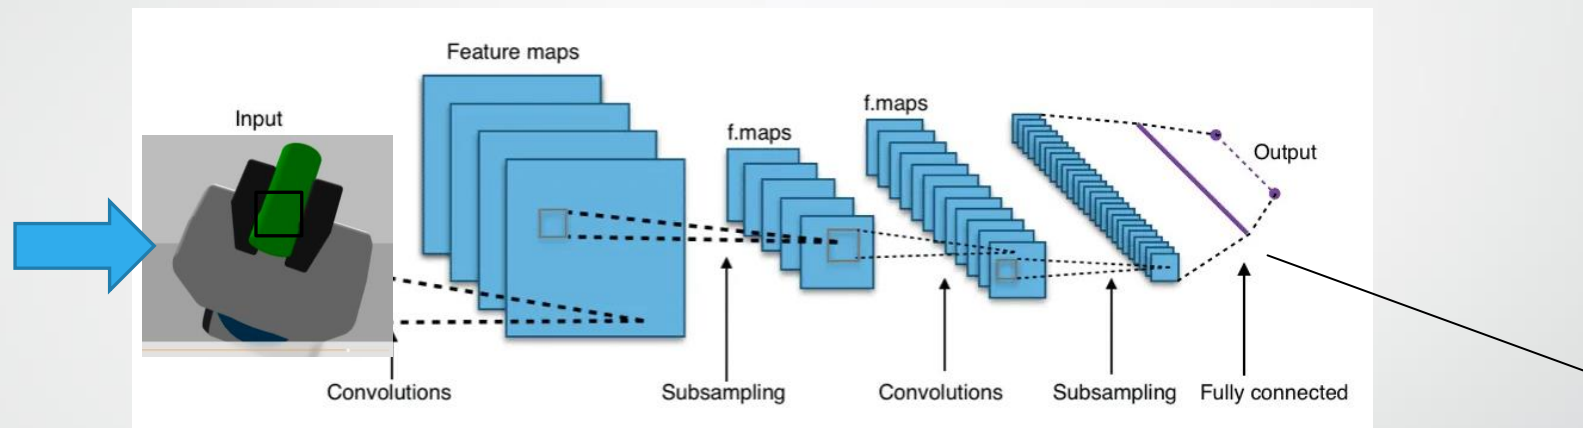 Feature maps
Input
f.maps
f.maps
Output
Convolutions
Subsampling
Convolutions
Subsampling
Fully connected